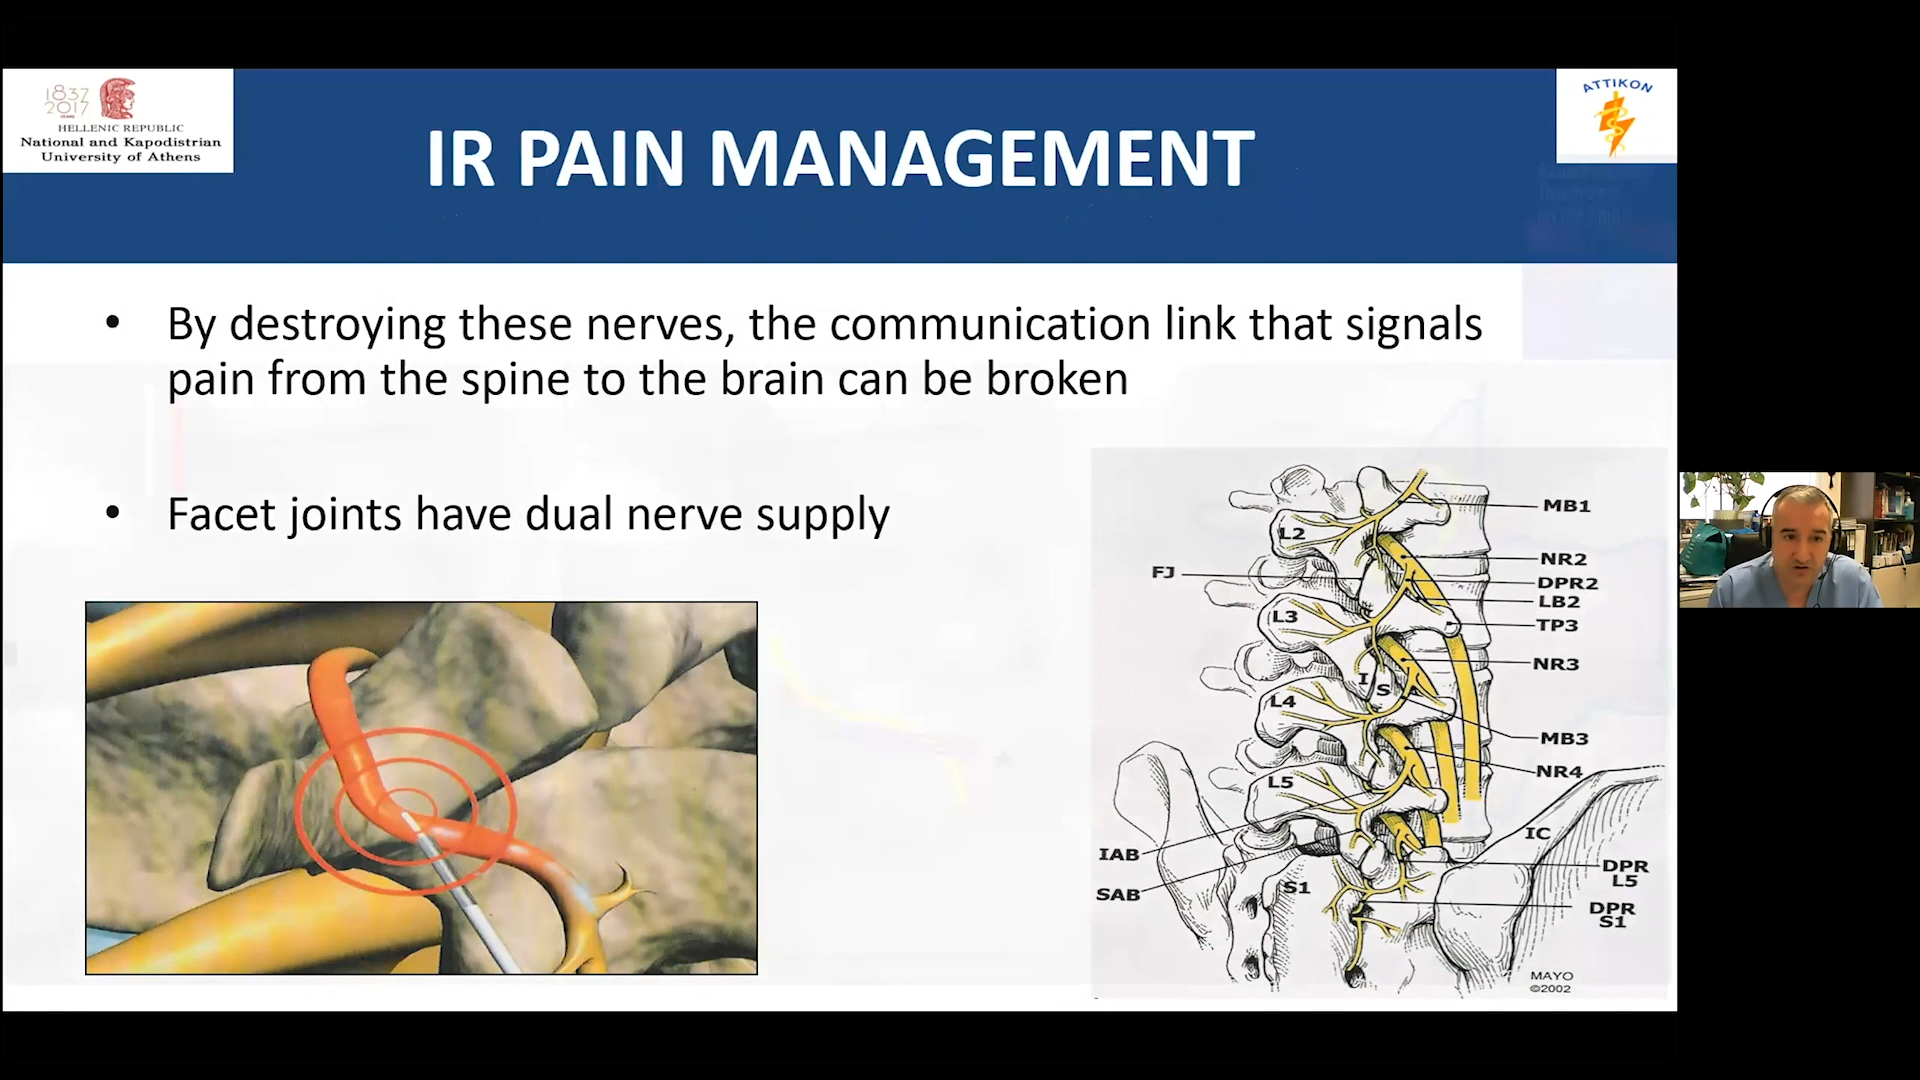 1837
2017
YEARS
HELLENIC REPUBLIC
National and Kapodistrian
University of Athens
IR PAIN MANAGEMENT
ATTIKON
• By destroying these nerves, the communication link that signals
pain from the spine to the brain can be broken
• Facet joints have dual nerve supply
MB1
L2
NR2
FJ
DPR2
LB2
L3
TP3
NR3
I
S
L4
MB3
NR4
L5
IC
IAB
DPR
L5
SAB
S1
DPR
S1
MAYO
©2002